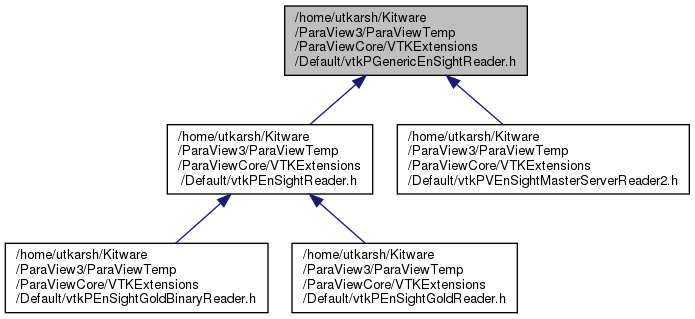 /home/utkarsh/Kitware
/ParaView3/ParaViewTemp
/ParaViewCore/VTKExtensions
/Default/vtkPGenericEnSightReader.h
/home/utkarsh/Kitware
/ParaView3/ParaViewTemp
/ParaViewCore/VTKExtensions
/Default/vtkPEnSightReader.h
/home/utkarsh/Kitware
/ParaView3/ParaViewTemp
/ParaViewCore/VTKExtensions
/Default/vtkPVEnSightMasterServerReader2.h
/home/utkarsh/Kitware
/ParaView3/ParaViewTemp
/ParaViewCore/VTKExtensions
/Default/vtkPEnSightGoldBinaryReader.h
/home/utkarsh/Kitware
/ParaView3/ParaViewTemp
/ParaViewCore/VTKExtensions
/Default/vtkPEnSightGoldReader.h